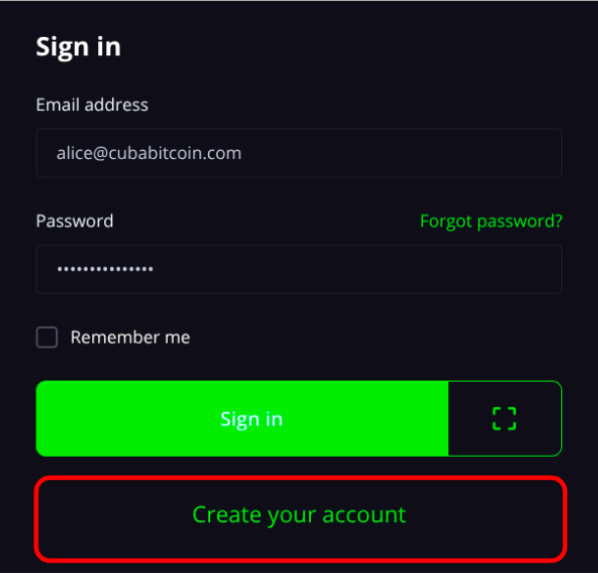 Sign in
Email address
alice@cubabitcoin.com
Password Forgot password?
•••••••••••••••
Remember me
Sign in
Create your account